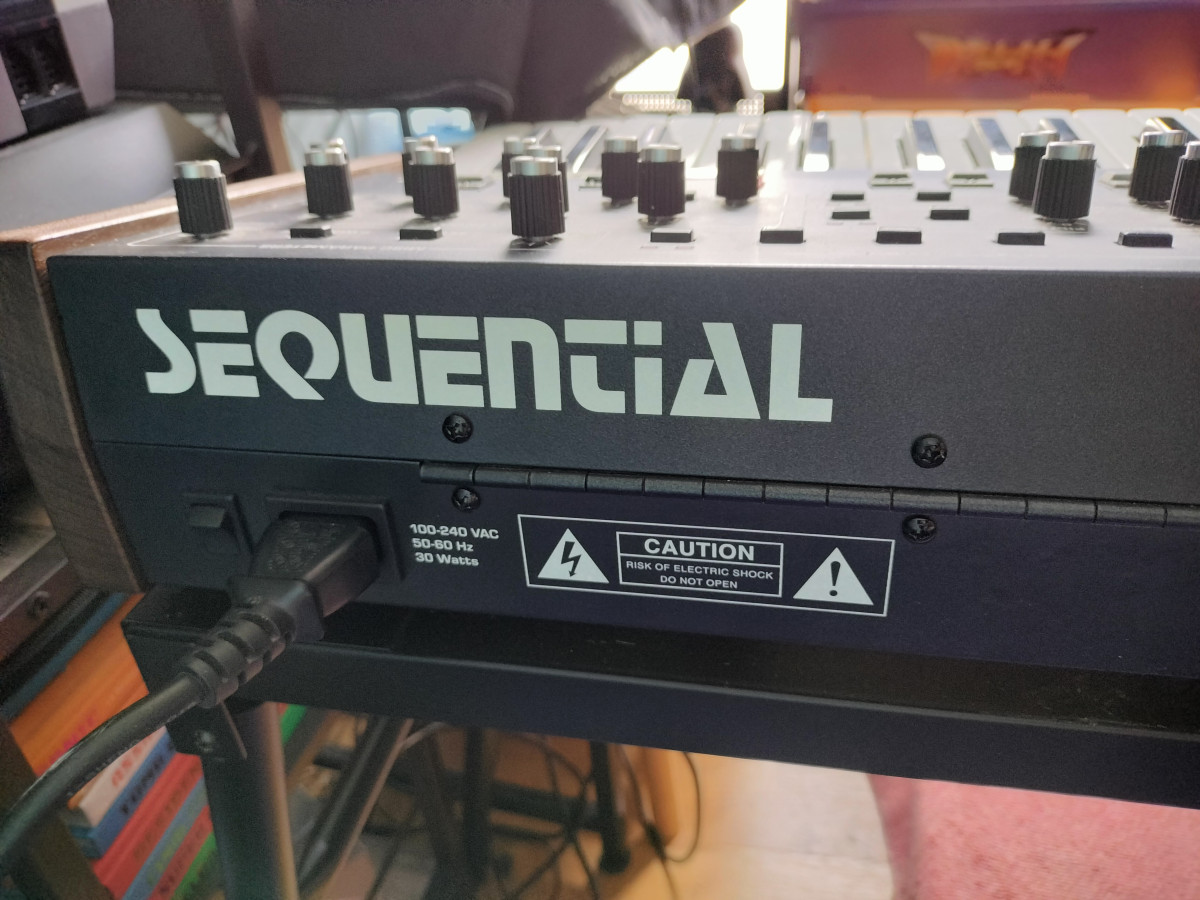 SEQUENTiAL
100-240 VAC
50-60 Hz
30 Watts
CAUTION
RISK OF ELECTRIC SHOCK
DO NOT OPEN